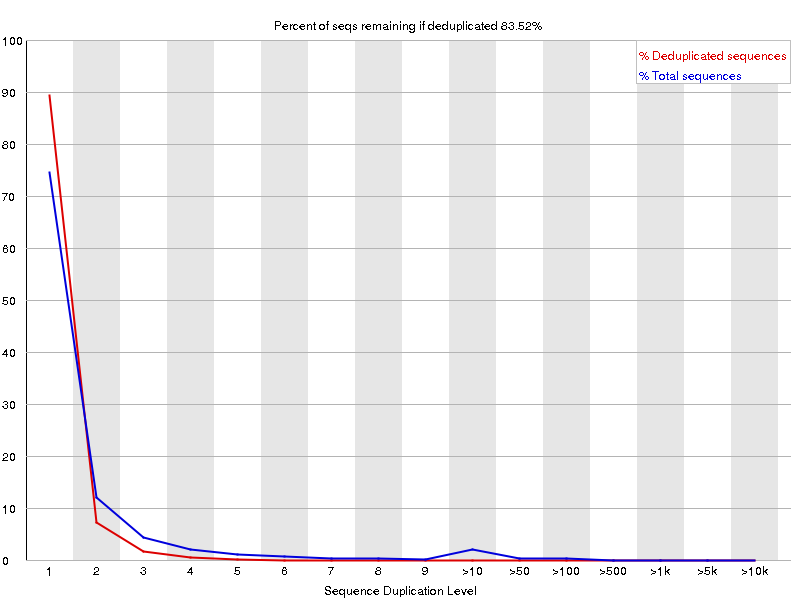 Percent of seqs remaining if deduplicated 83.52%
% Deduplicated sequences
% Total sequences
100
90
80
70
60
50
40
30
20
10
0
1 2 3 4 5 6 7 8 9 >10 >50 >100 >500 >1k >5k >10k
Sequence Duplication Level